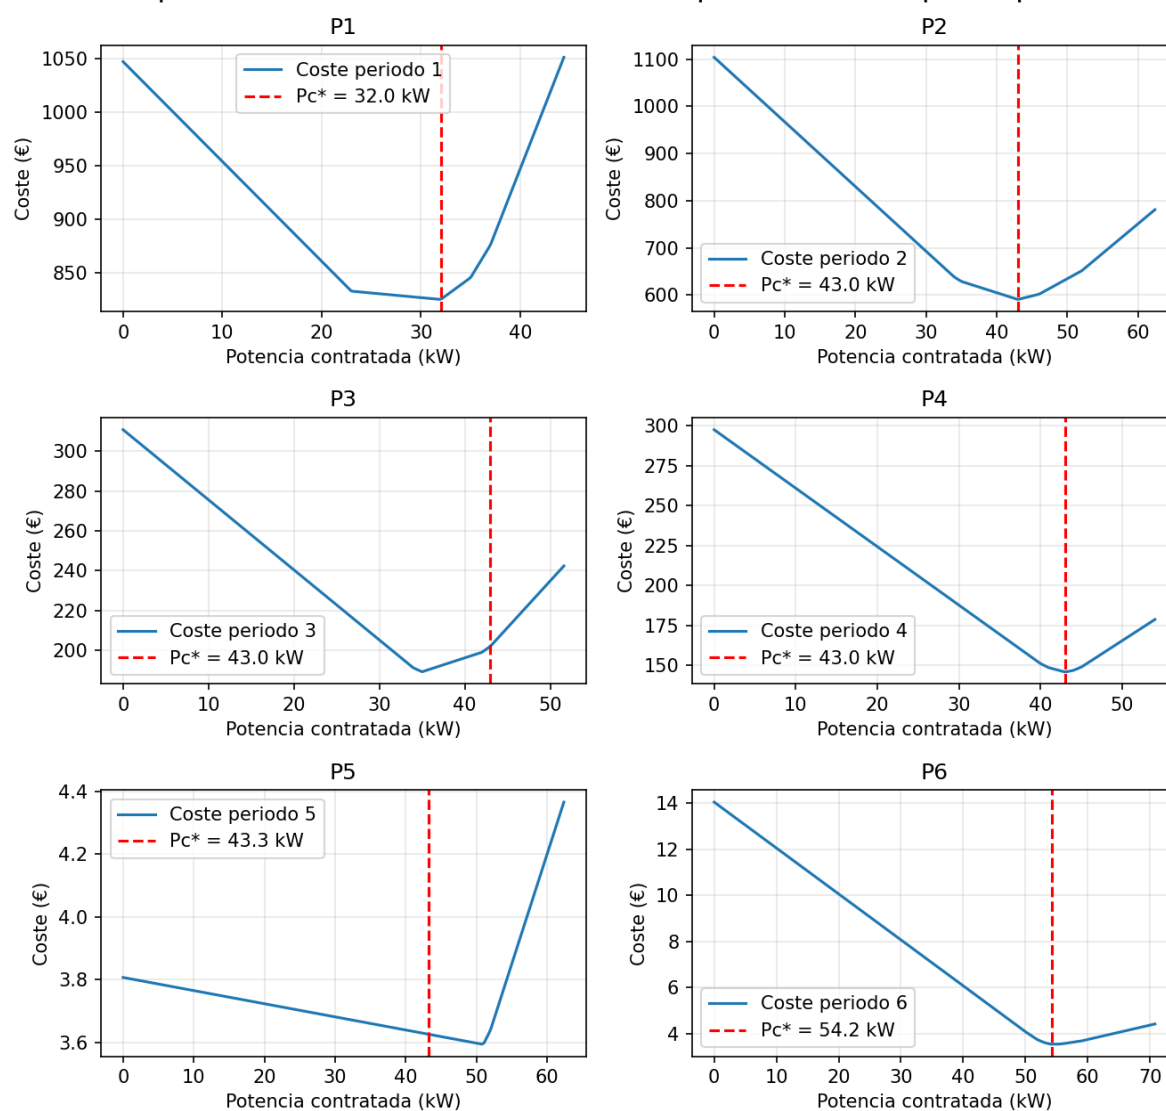 P1
1050
1000
950
900
850
Coste (€)
Coste periodo 1
Pc* = 32.0 kW
0 10 20 30 40
Potencia contratada (kW)
P2
1100
1000
900
800
700
600
Coste (€)
Coste periodo 2
Pc* = 43.0 kW
0 10 20 30 40 50 60
Potencia contratada (kW)
P3
300
280
260
240
220
200
Coste (€)
Coste periodo 3
Pc* = 43.0 kW
0 10 20 30 40 50
Potencia contratada (kW)
P4
300
275
250
225
200
175
150
Coste (€)
Coste periodo 4
Pc* = 43.0 kW
0 10 20 30 40 50
Potencia contratada (kW)
P5
4.4
4.2
4.0
3.8
3.6
Coste (€)
Coste periodo 5
Pc* = 43.3 kW
0 10 20 30 40 50 60
Potencia contratada (kW)
P6
14
12
10
8
6
4
Coste (€)
Coste periodo 6
Pc* = 54.2 kW
0 10 20 30 40 50 60 70
Potencia contratada (kW)